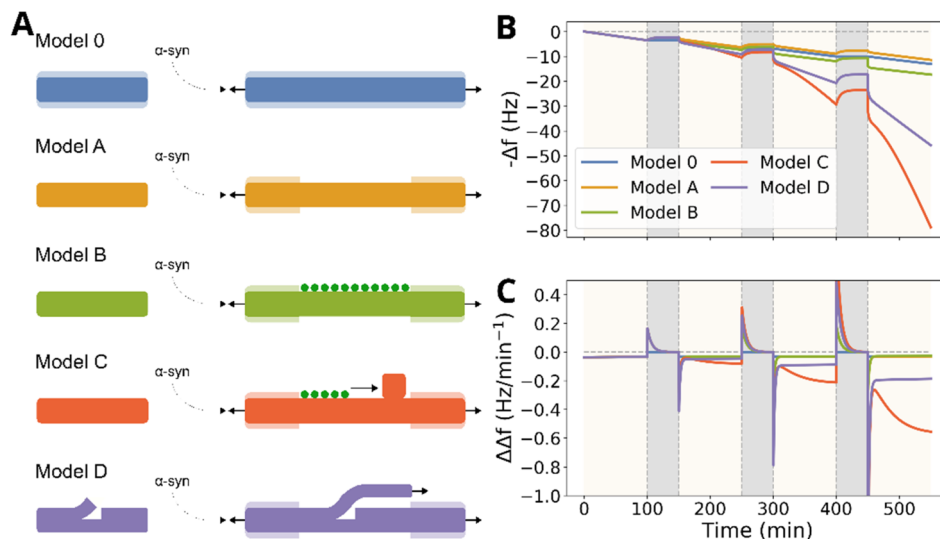 A
Model 0
α-syn
Model A
α-syn
Model B
α-syn
Model C
α-syn
Model D
α-syn
B
-Δf (Hz)
0
-10
-20
-30
-40
-50
-60
-70
-80
Model 0
Model A
Model B
Model C
Model D
C
ΔΔf (Hz/min⁻¹)
0.4
0.2
0.0
-0.2
-0.4
-0.6
-0.8
-1.0
0 100 200 300 400 500
Time (min)